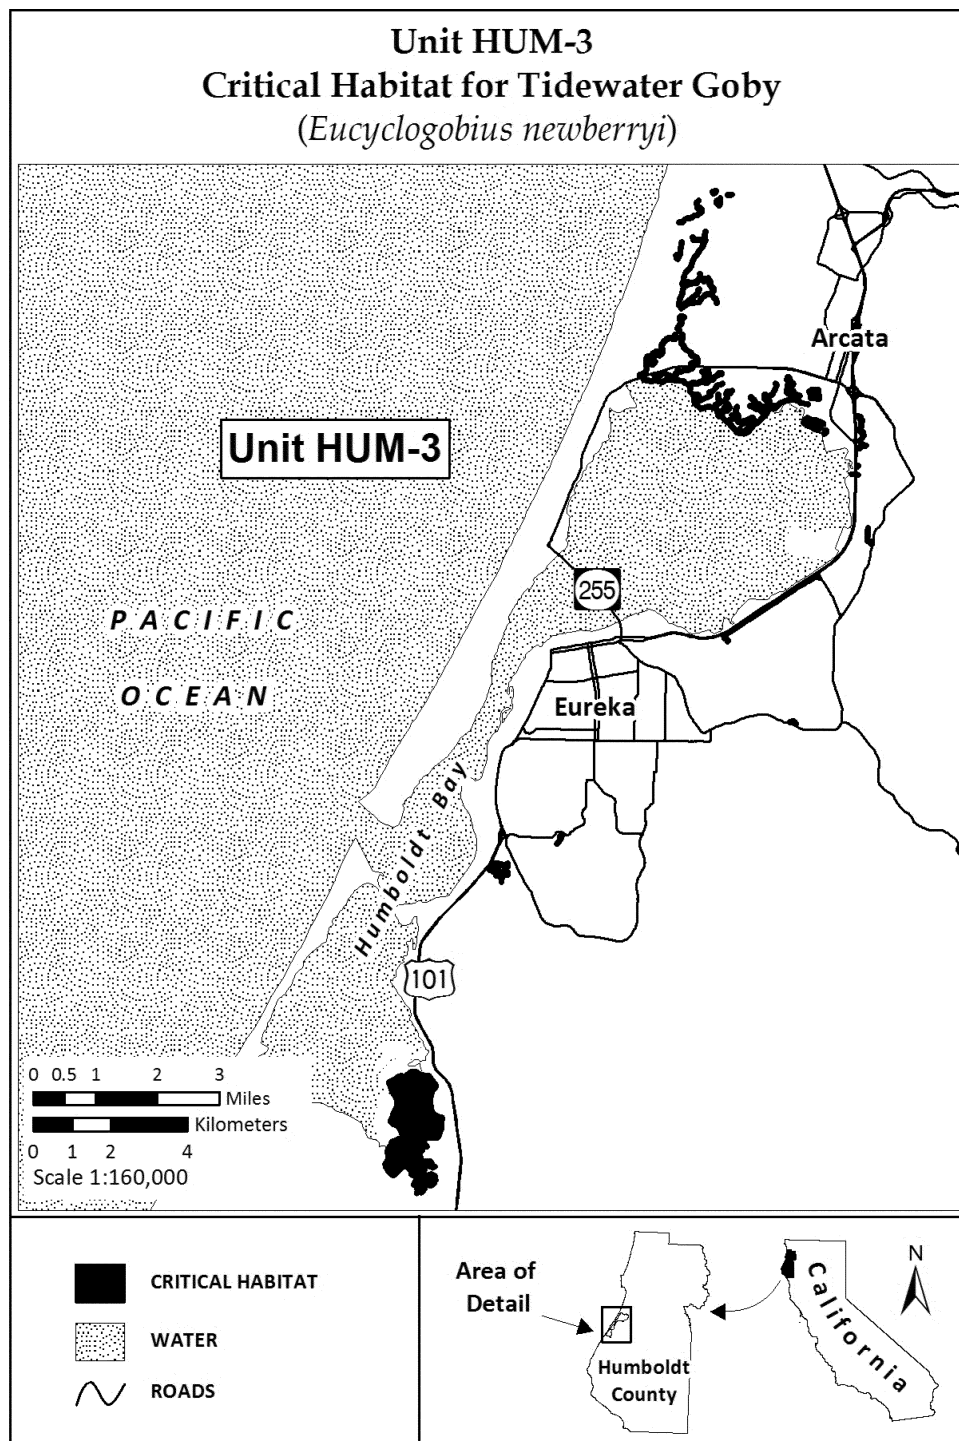 Unit HUM-3
Critical Habitat for Tidewater Goby
(Eucyclogobius newberryi)
Arcata
Unit HUM-3
255
PACIFIC
OCEAN
Eureka
Humboldt Bay
101
0 0.5 1 2 3
Miles
Kilometers
0 1 2 4
Scale 1:160,000
CRITICAL HABITAT
WATER
ROADS
Area of
Detail
Humboldt
County
California
N